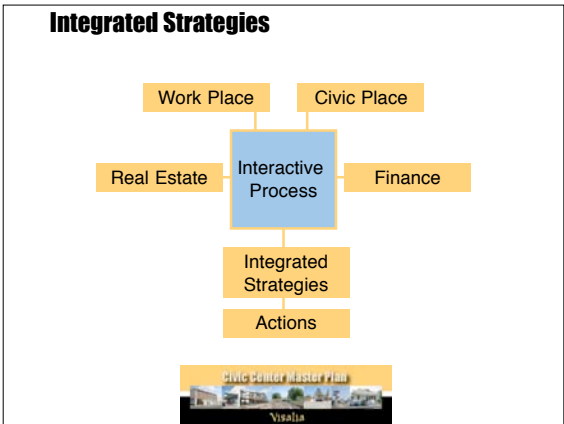 Integrated Strategies
Work Place
Civic Place
Real Estate
Interactive
Process
Finance
Integrated
Strategies
Actions
Civic Center Master Plan
Visalia